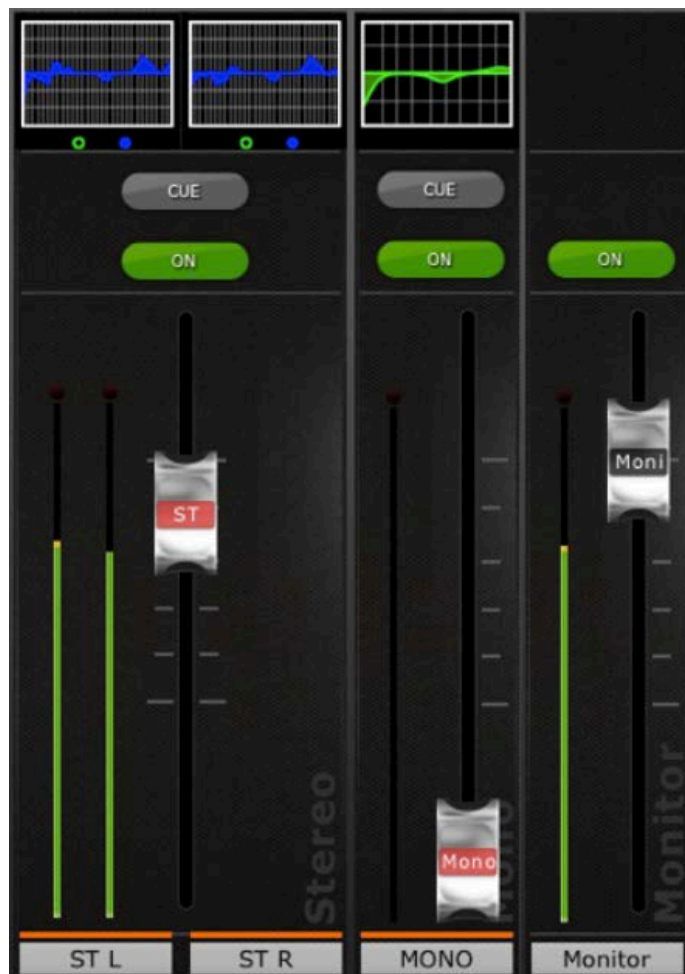 CUE
CUE
ON
ON
ON
ST
Moni
Mono
Stereo
Mono
Monitor
ST L
ST R
MONO
Monitor